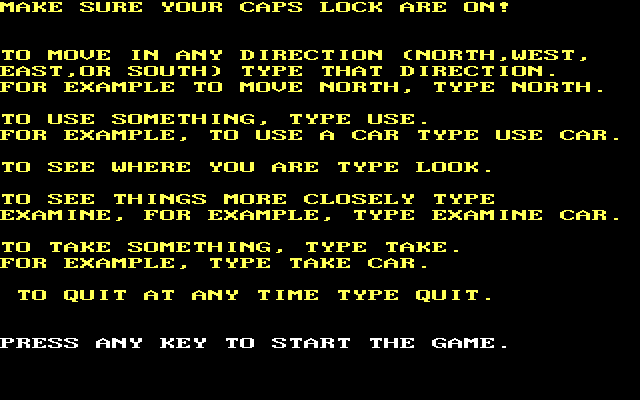 MAKE SURE YOUR CAPS LOCK ARE ON!
TO MOVE IN ANY DIRECTION (NORTH,WEST,
EAST,OR SOUTH) TYPE THAT DIRECTION.
FOR EXAMPLE TO MOVE NORTH, TYPE NORTH.
TO USE SOMETHING, TYPE USE.
FOR EXAMPLE, TO USE A CAR TYPE USE CAR.
TO SEE WHERE YOU ARE TYPE LOOK.
TO SEE THINGS MORE CLOSELY TYPE
EXAMINE, FOR EXAMPLE, TYPE EXAMINE CAR.
TO TAKE SOMETHING, TYPE TAKE.
FOR EXAMPLE, TYPE TAKE CAR.
TO QUIT AT ANY TIME TYPE QUIT.
PRESS ANY KEY TO START THE GAME.